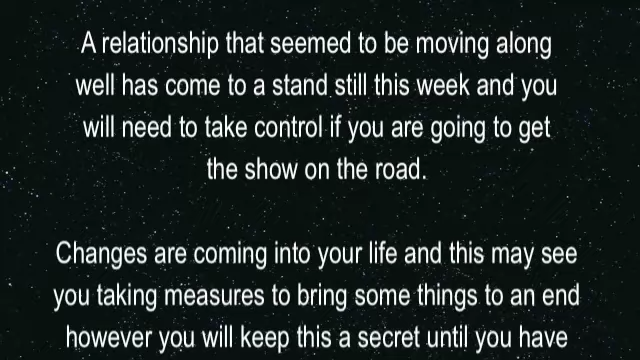 A relationship that seemed to be moving along
well has come to a stand still this week and you
will need to take control if you are going to get
the show on the road.
Changes are coming into your life and this may see
you taking measures to bring some things to an end
however you will keep this a secret until you have